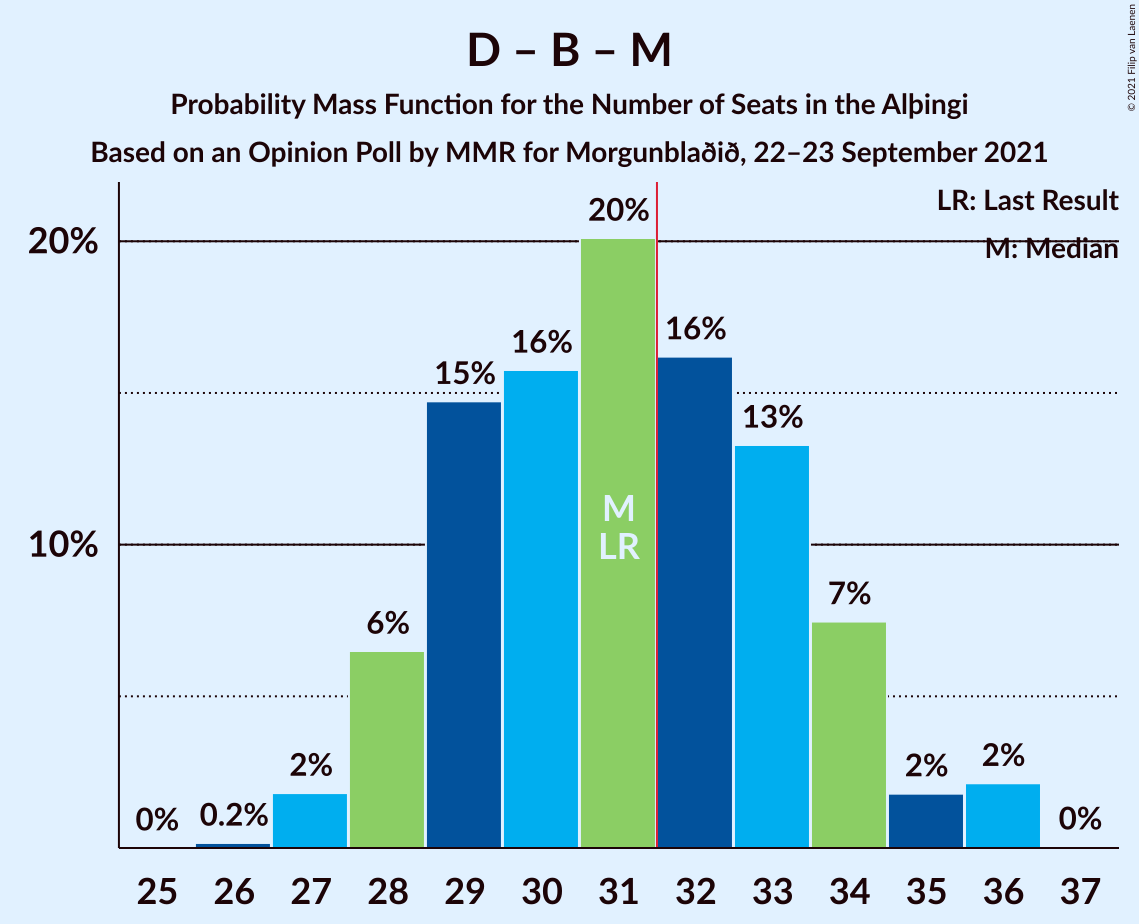 D – B – M
Probability Mass Function for the Number of Seats in the Alþingi
Based on an Opinion Poll by MMR for Morgunblaðið, 22–23 September 2021
© 2021 Filip van Laenen
LR: Last Result
M: Median
20%
10%
0%
0.2%
2%
6%
15%
16%
20%
16%
13%
7%
2%
2%
0%
M
LR
25 26 27 28 29 30 31 32 33 34 35 36 37